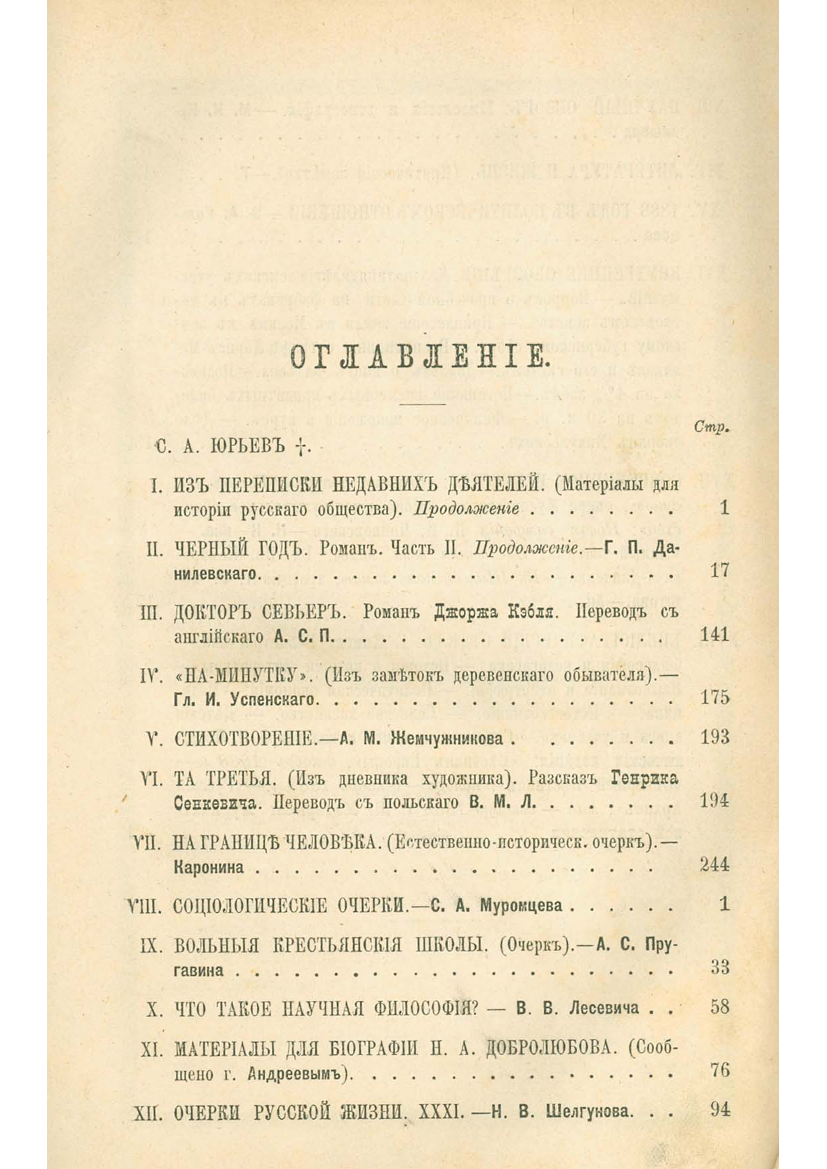 ОГЛАВЛЕНІЕ.
Стр.
С. А. ЮРЬЕВЪ †.
I. ИЗЪ ПЕРЕПИСКИ НЕДАВНИХЪ ДѢЯТЕЛЕЙ. (Матеріалы для
исторіи русскаго общества). Продолженіе . . . . . . . . 1
II. ЧЕРНЫЙ ГОДЪ. Романъ. Часть II. Продолженіе.—Г. П. Да-
нилевскаго. . . . . . . . . . . . . . . . . . . . . 17
III. ДОКТОРЪ СЕВЬЕРЪ. Романъ Джоржа Кэбля. Переводъ съ
англійскаго А. С. П. . . . . . . . . . . . . . . . . 141
IV. «НА-МИНУТКУ». (Изъ замѣтокъ деревенскаго обывателя).—
Гл. И. Успенскаго. . . . . . . . . . . . . . . . . . 175
V. СТИХОТВОРЕНІЕ.—А. М. Жемчужникова . . . . . . . . 193
VI. ТА ТРЕТЬЯ. (Изъ дневника художника). Разсказъ Генрика
Сенкевича. Переводъ съ польскаго В. М. Л. . . . . . . . 194
VII. НА ГРАНИЦѢ ЧЕЛОВѢКА. (Естественно-историческ. очеркъ).—
Каронина . . . . . . . . . . . . . . . . . . . . 244
VIII. СОЦІОЛОГИЧЕСКІЕ ОЧЕРКИ.—С. А. Муромцева . . . . . . 1
IX. ВОЛЬНЫЯ КРЕСТЬЯНСКІЯ ШКОЛЫ. (Очеркъ).—А. С. Пру-
гавина . . . . . . . . . . . . . . . . . . . . . . 33
X. ЧТО ТАКОЕ НАУЧНАЯ ФИЛОСОФІЯ? — В. В. Лесевича . . 58
XI. МАТЕРІАЛЫ ДЛЯ БІОГРАФІИ Н. А. ДОБРОЛЮБОВА. (Сооб-
щено г. Андреевымъ). . . . . . . . . . . . . . . . . 76
XII. ОЧЕРКИ РУССКОЙ ЖИЗНИ. XXXI.—Н. В. Шелгунова. . . 94